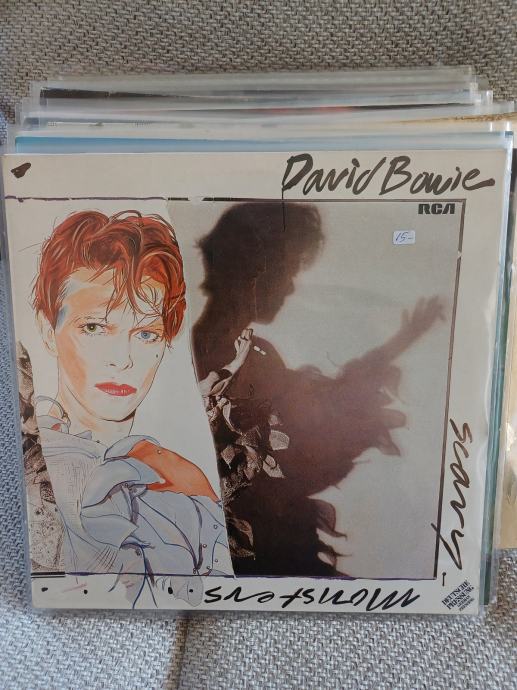 David Bowie
RCA
15-
scary
monsters
DEUTSCHE
PRESSUNG